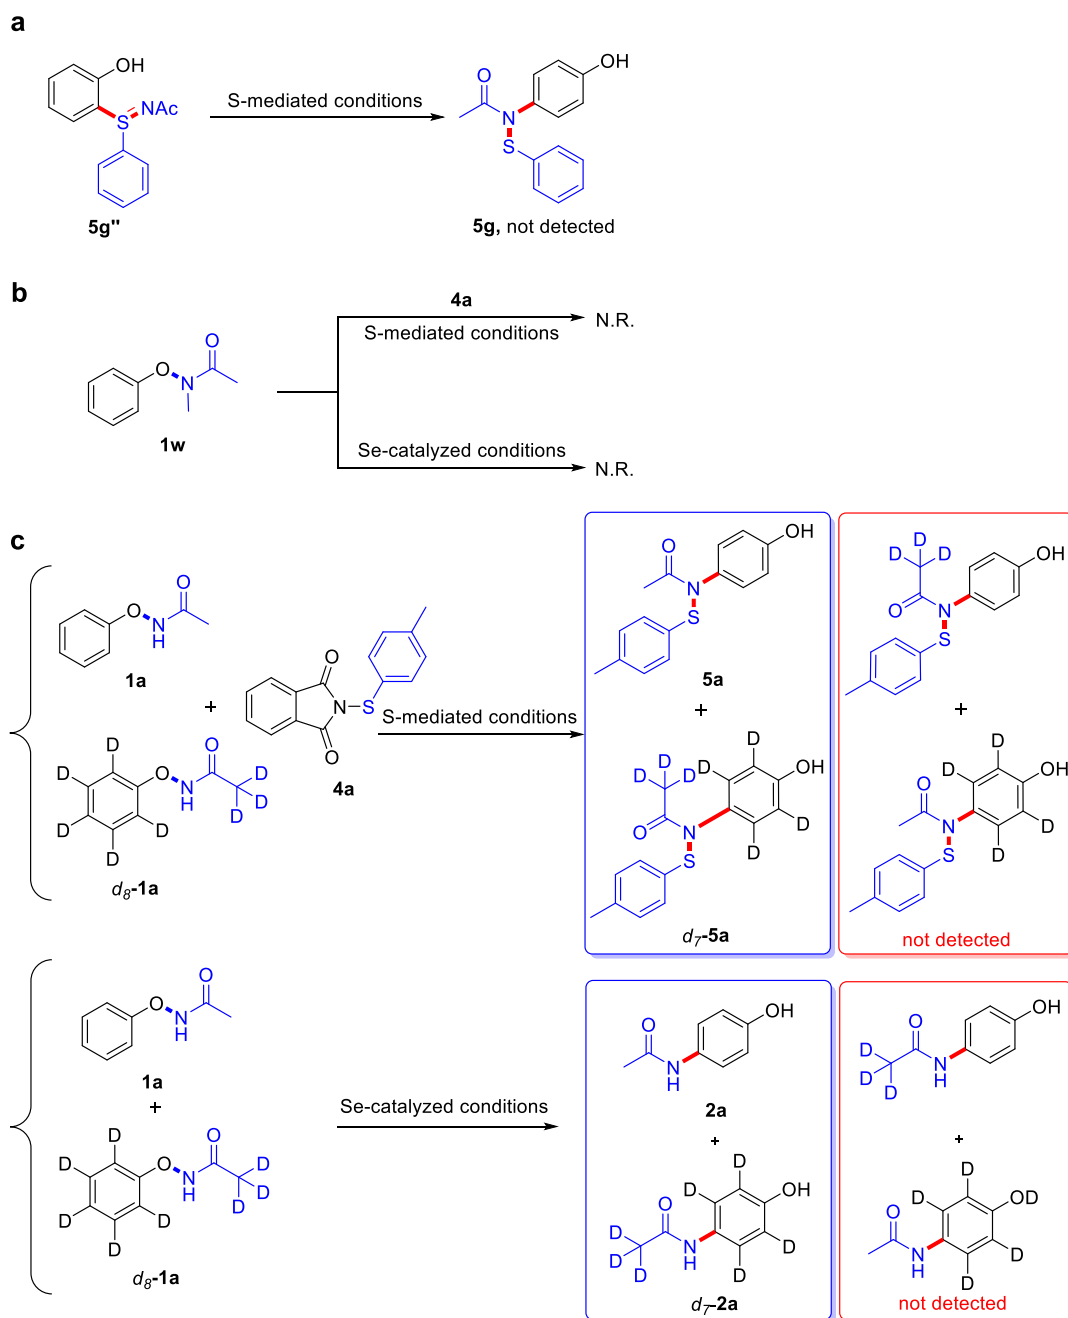 a
OH
NAc
S
5g"
S-mediated conditions
O
N
S
OH
5g, not detected
b
O
O
N
1w
4a
S-mediated conditions
N.R.
Se-catalyzed conditions
N.R.
c
O
O
N
H
1a
+
D
D
D
D
D
O
N
H
O
D
D
D
d8-1a
O
N
S
O
4a
S-mediated conditions
O
N
S
OH
5a
+
D
D
D
O
N
S
D
D
D
D
OH
d7-5a
D
D
D
O
N
S
OH
+
O
N
S
D
D
D
D
OH
not detected
O
O
N
H
1a
+
D
D
D
D
D
O
N
H
O
D
D
D
d8-1a
Se-catalyzed conditions
O
N
H
OH
2a
+
D
D
D
O
N
H
D
D
D
D
OH
d7-2a
D
D
D
O
N
H
OH
+
O
N
H
D
D
D
D
OD
not detected